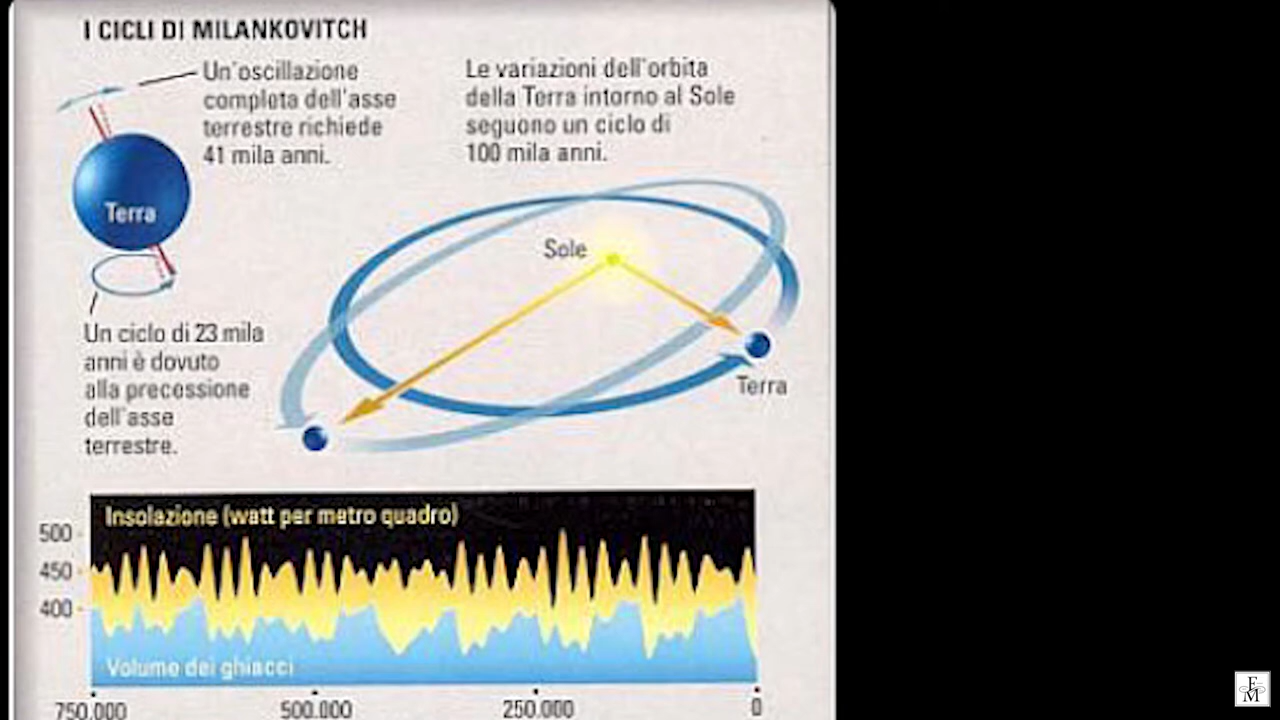 I CICLI DI MILANKOVITCH
Un'oscillazione
completa dell'asse
terrestre richiede
41 mila anni.
Le variazioni dell'orbita
della Terra intorno al Sole
seguono un ciclo di
100 mila anni.
Terra
Sole
Un ciclo di 23 mila
anni è dovuto
alla precessione
dell'asse
terrestre.
Terra
Insolazione (watt per metro quadro)
500
450
400
Volume dei ghiacci
750.000 500.000 250.000 0
F
M